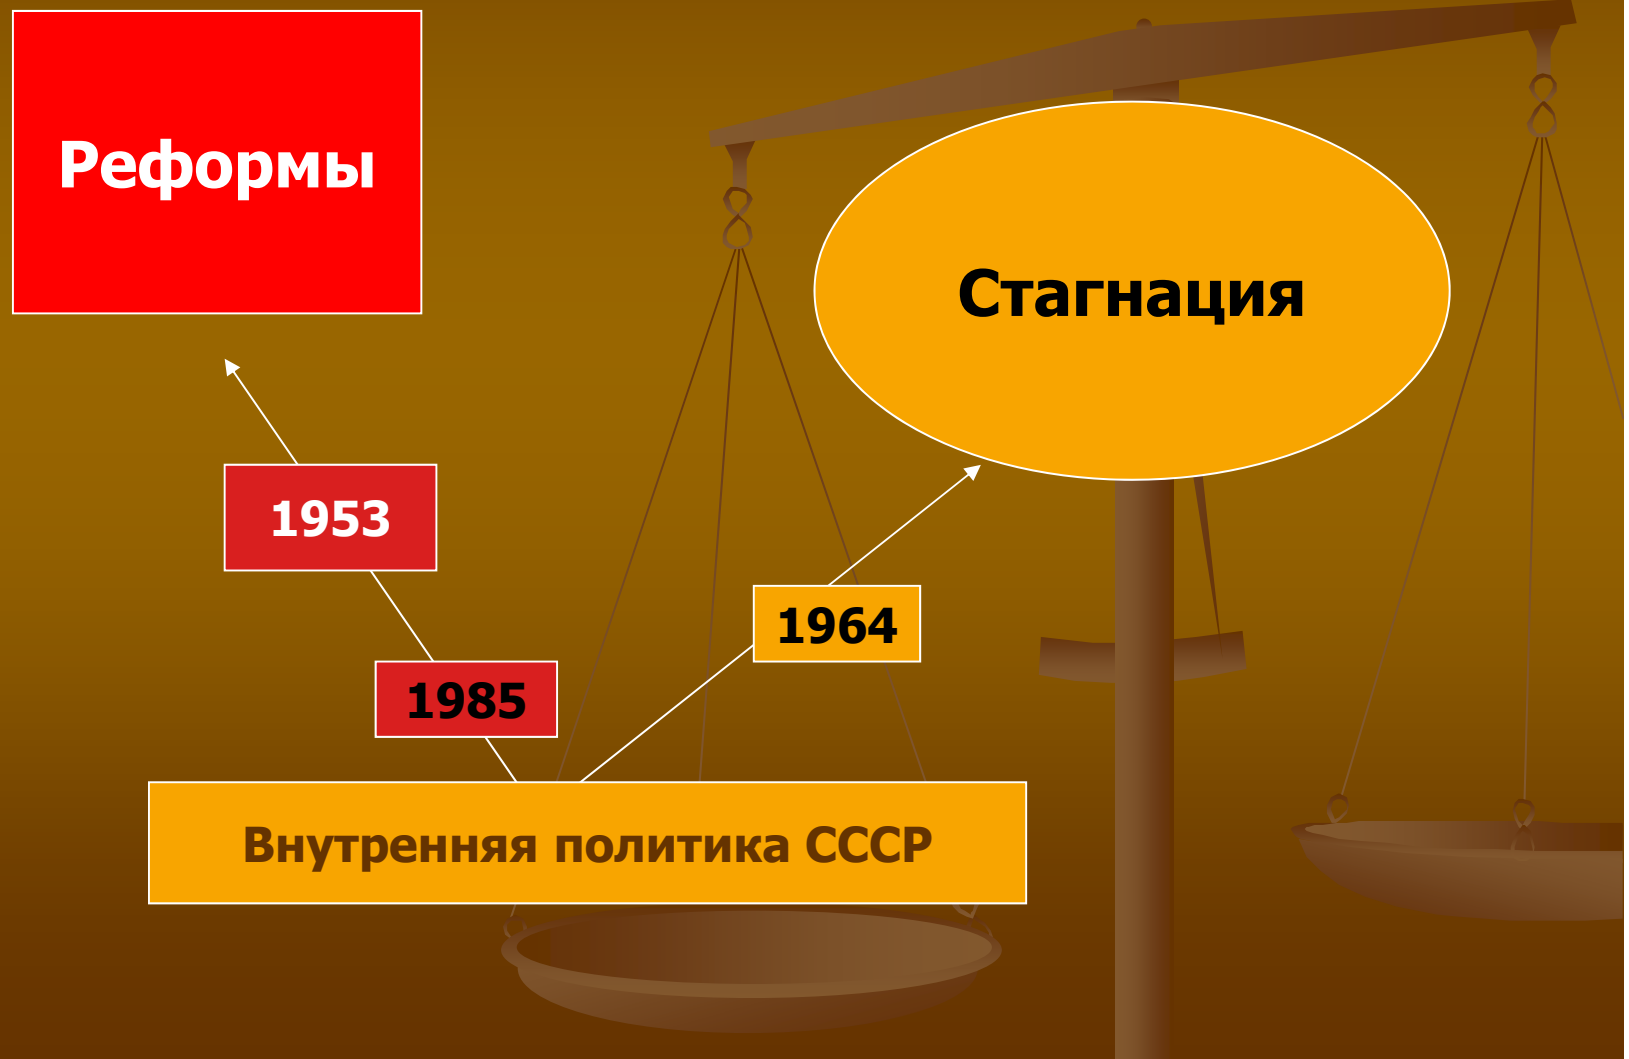 Реформы
Стагнация
1953
1964
1985
Внутренняя политика СССР